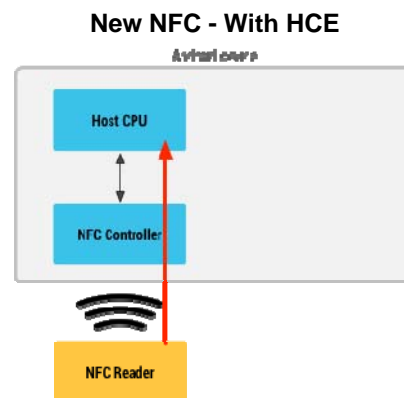 New NFC - With HCE
Host CPU
NFC Controller
NFC Reader